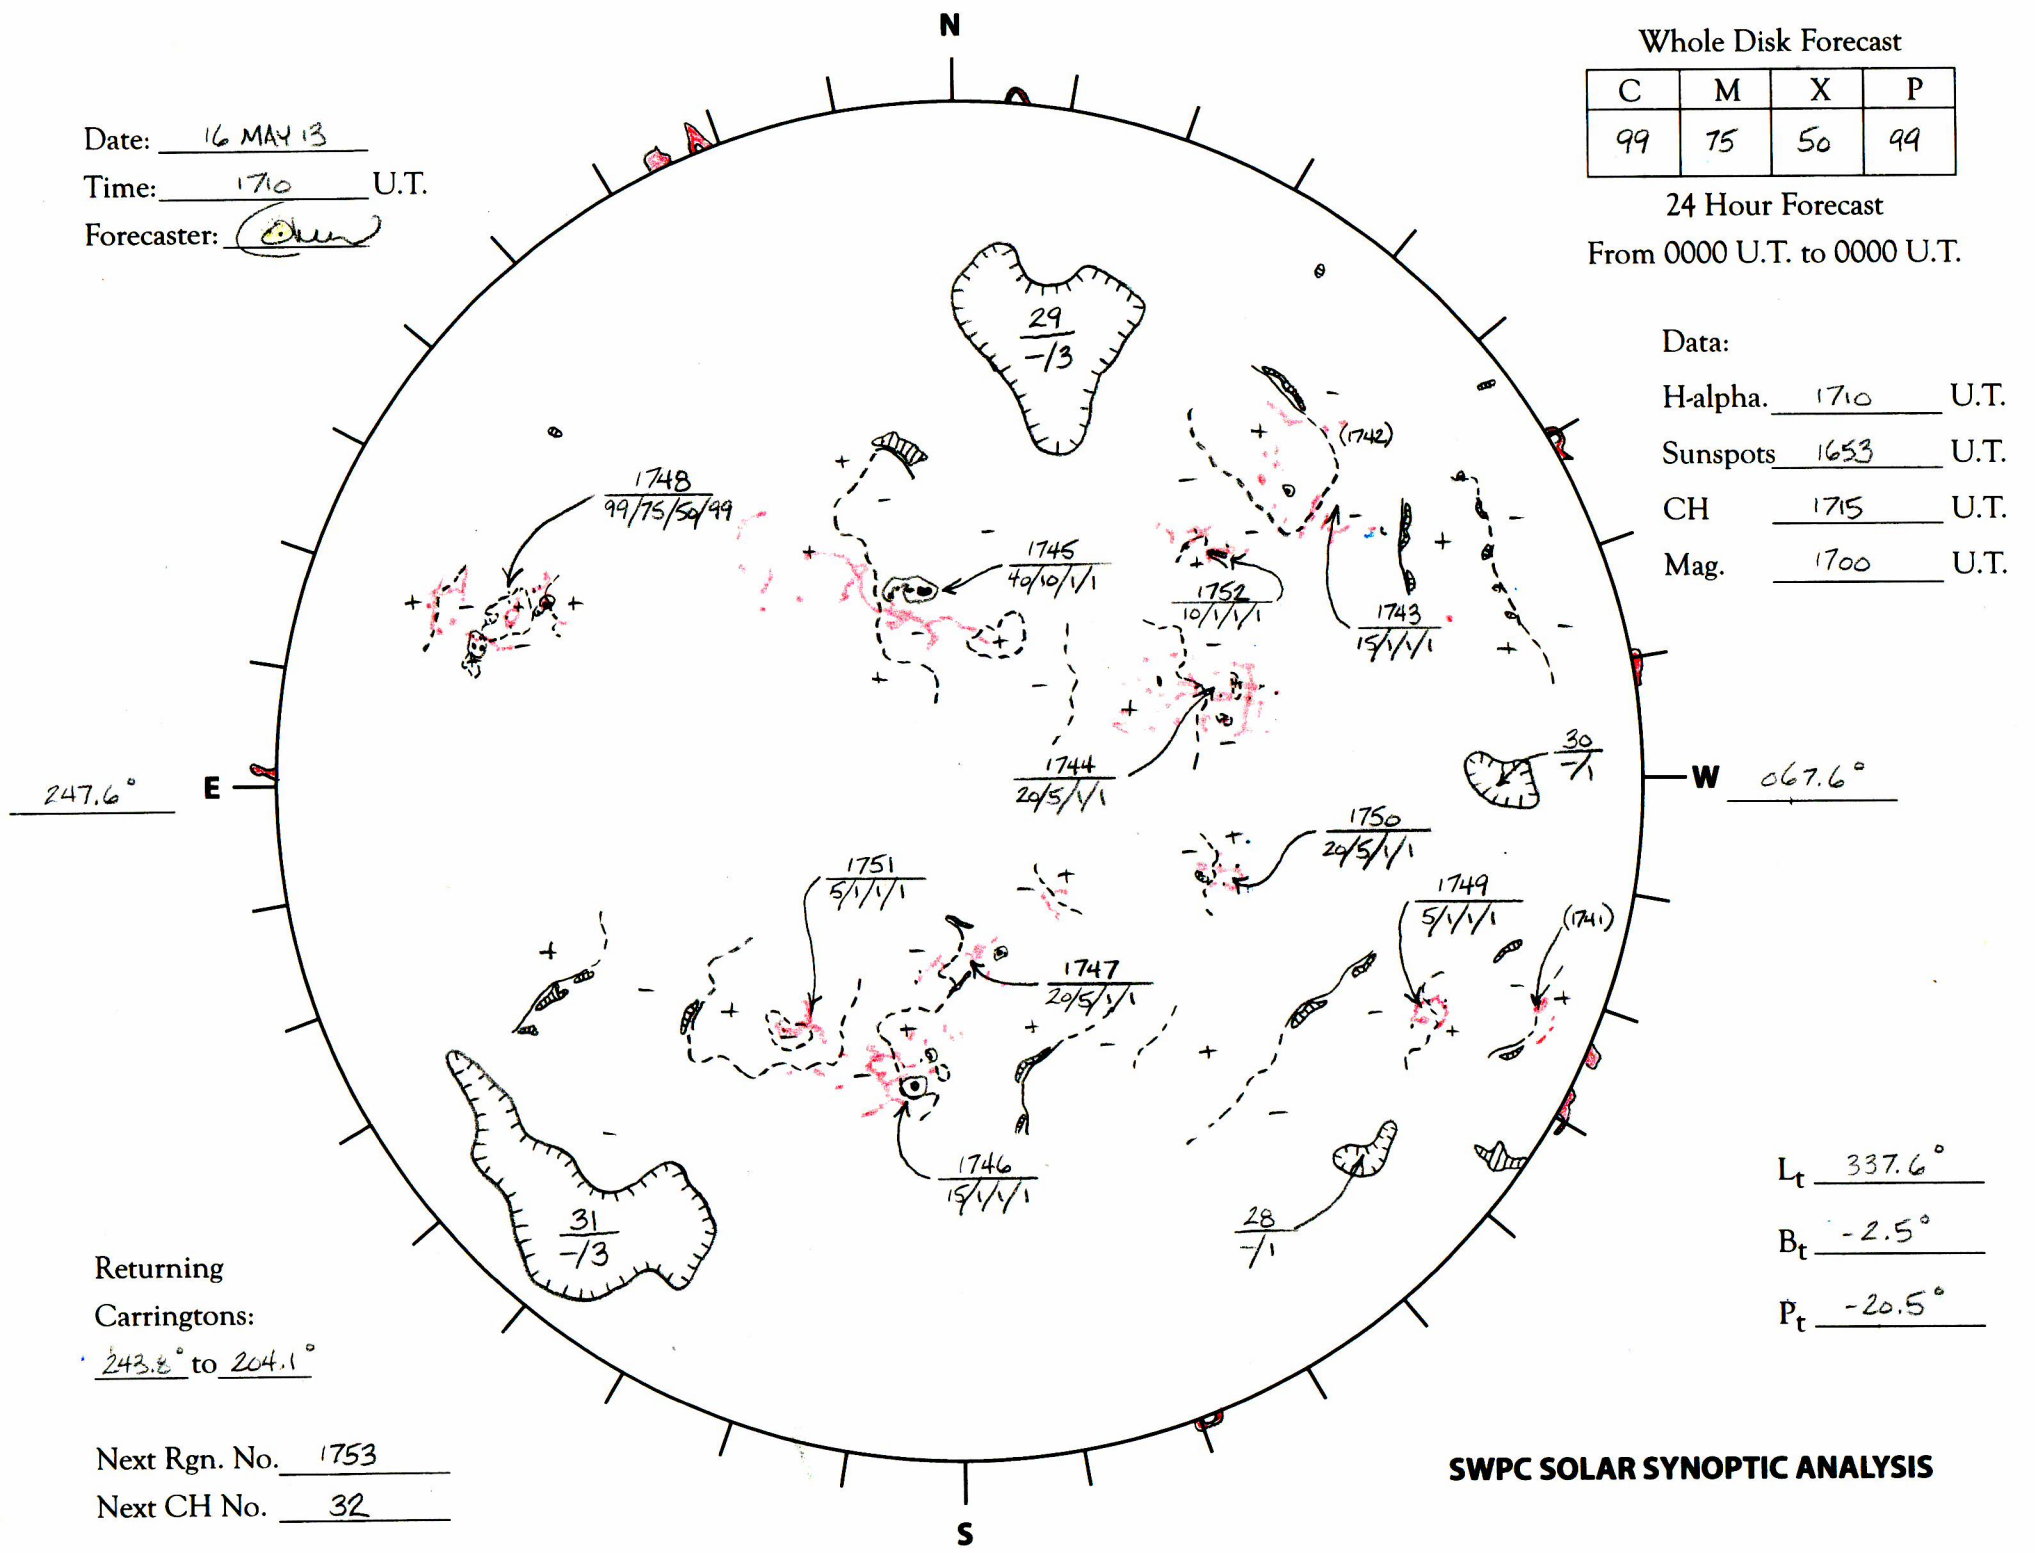 N
Date: 16 MAY 13
Time: 1710 U.T.
Forecaster:
Whole Disk Forecast
C M X P
99 75 50 99
24 Hour Forecast
From 0000 U.T. to 0000 U.T.
Data:
H-alpha. 1710 U.T.
Sunspots 1653 U.T.
CH 1715 U.T.
Mag. 1700 U.T.
29
-/3
(1742)
1748
99/75/50/99
1745
40/10/1/1
1752
10/1/1/1
1743
15/1/1/1
1744
20/5/1/1
30
-/1
247.6° E
W 067.6°
1750
20/5/1/1
1751
5/1/1/1
1749
5/1/1/1
(1741)
1747
20/5/1/1
1746
15/1/1/1
31
-/3
28
-/1
Lt 337.6°
Bt -2.5°
Pt -20.5°
Returning
Carringtons:
243.8° to 204.1°
Next Rgn. No. 1753
Next CH No. 32
SWPC SOLAR SYNOPTIC ANALYSIS
S